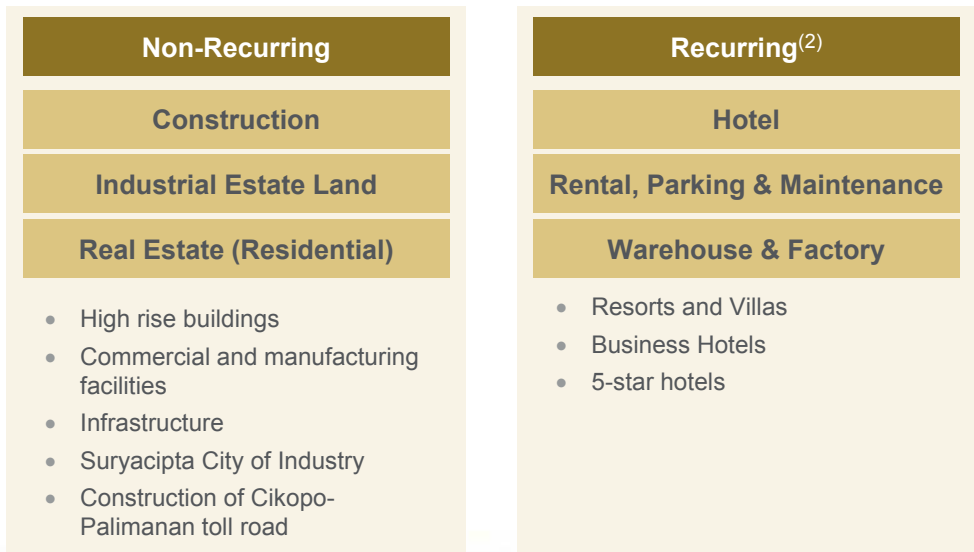 Non-Recurring
Construction
Industrial Estate Land
Real Estate (Residential)
• High rise buildings
• Commercial and manufacturing
facilities
• Infrastructure
• Suryacipta City of Industry
• Construction of Cikopo-
Palimanan toll road
Recurring(2)
Hotel
Rental, Parking & Maintenance
Warehouse & Factory
• Resorts and Villas
• Business Hotels
• 5-star hotels